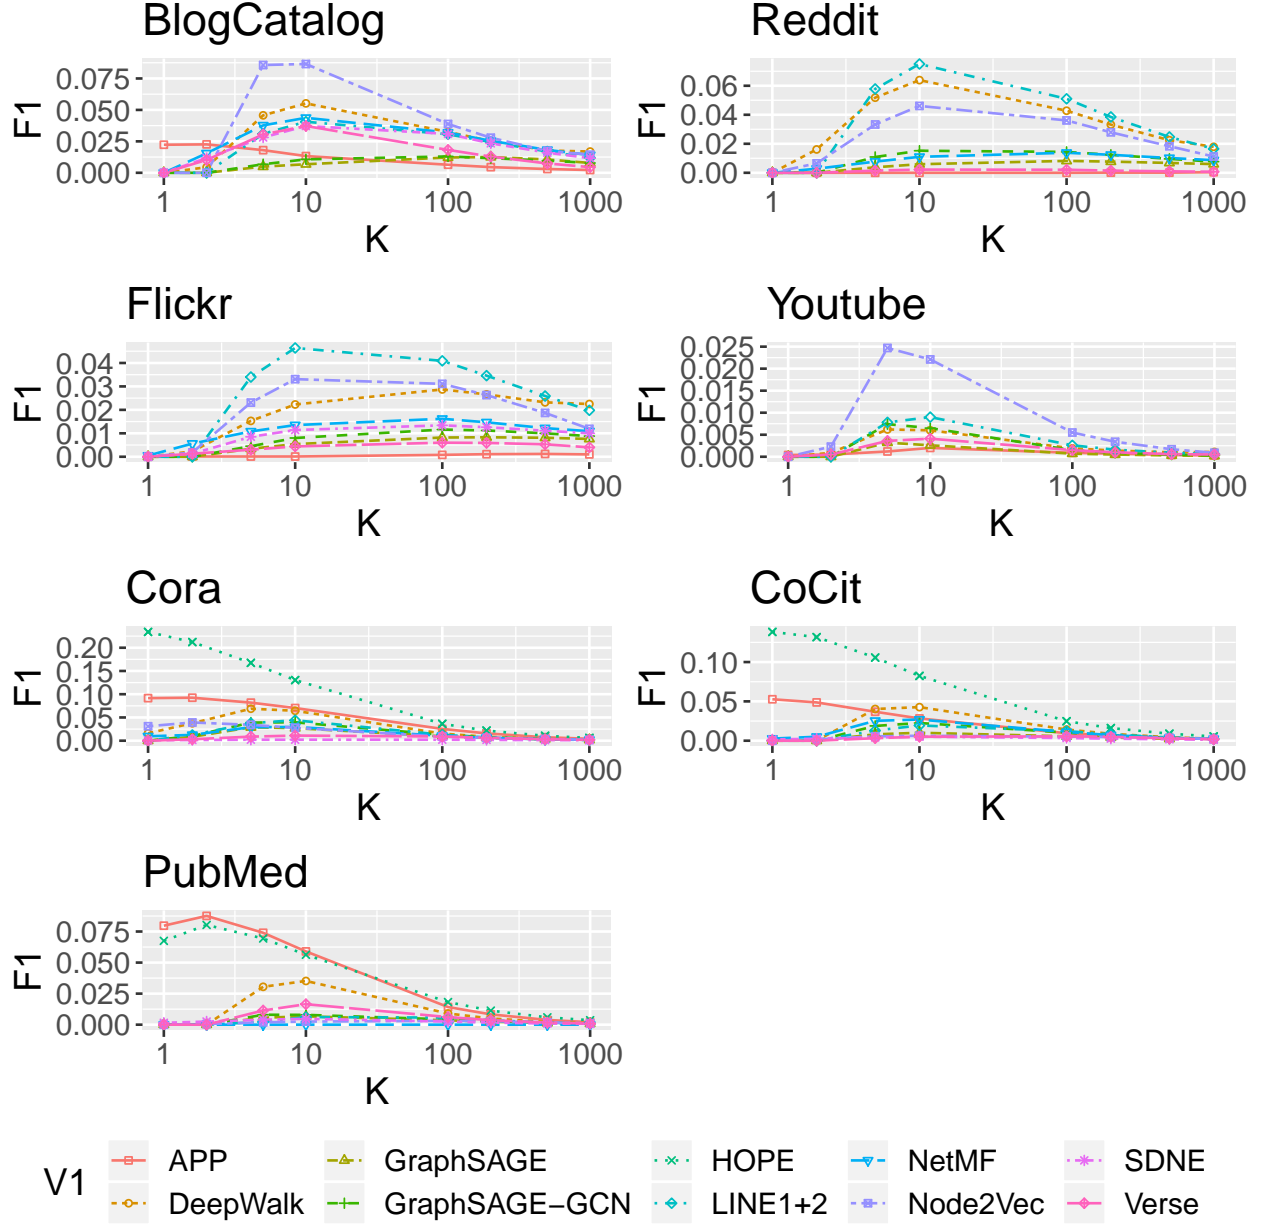 BlogCatalog
Reddit
0.075
0.050
0.025
0.000
F1
1 10 100 1000
K
0.06
0.04
0.02
0.00
F1
1 10 100 1000
K
Flickr
Youtube
0.04
0.03
0.02
0.01
0.00
F1
1 10 100 1000
K
0.025
0.020
0.015
0.010
0.005
0.000
F1
1 10 100 1000
K
Cora
CoCit
0.20
0.15
0.10
0.05
0.00
F1
1 10 100 1000
K
0.10
0.05
0.00
F1
1 10 100 1000
K
PubMed
0.075
0.050
0.025
0.000
F1
1 10 100 1000
K
V1
APP GraphSAGE HOPE NetMF SDNE
DeepWalk GraphSAGE−GCN LINE1+2 Node2Vec Verse